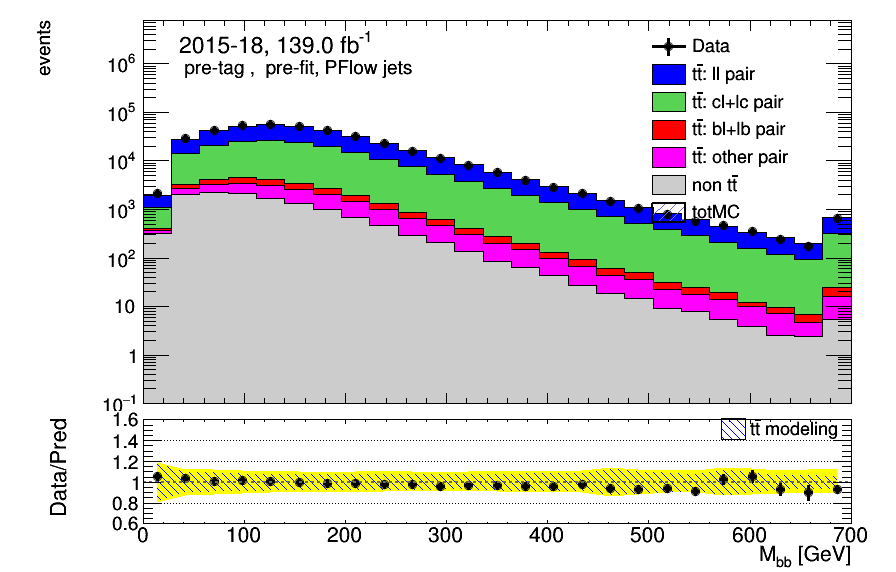 events
2015-18, 139.0 fb⁻¹
pre-tag , pre-fit, PFlow jets
Data
tt̄: ll pair
tt̄: cl+lc pair
tt̄: bl+lb pair
tt̄: other pair
non tt̄
totMC
10⁶
10⁵
10⁴
10³
10²
10
1
10⁻¹
Data/Pred
tt̄ modeling
1.6
1.4
1.2
1
0.8
0.6
0 100 200 300 400 500 600 700
M_bb [GeV]